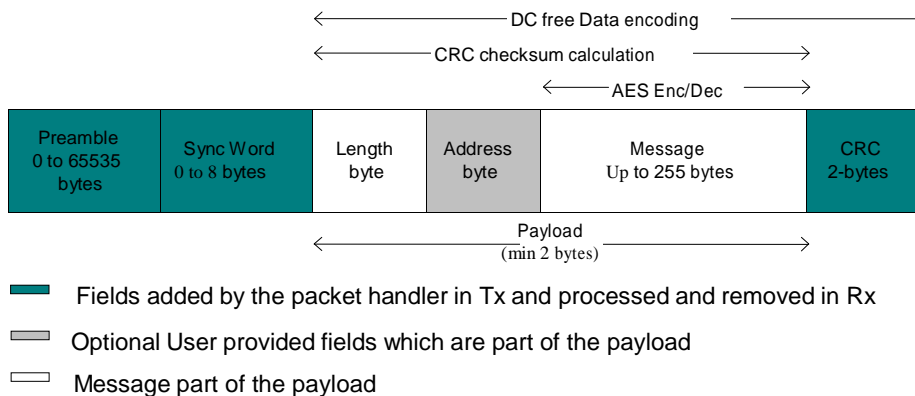 DC free Data encoding
CRC checksum calculation
AES Enc/Dec
Preamble
0 to 65535
bytes
Sync Word
0 to 8 bytes
Length
byte
Address
byte
Message
Up to 255 bytes
CRC
2-bytes
Payload
(min 2 bytes)
Fields added by the packet handler in Tx and processed and removed in Rx
Optional User provided fields which are part of the payload
Message part of the payload